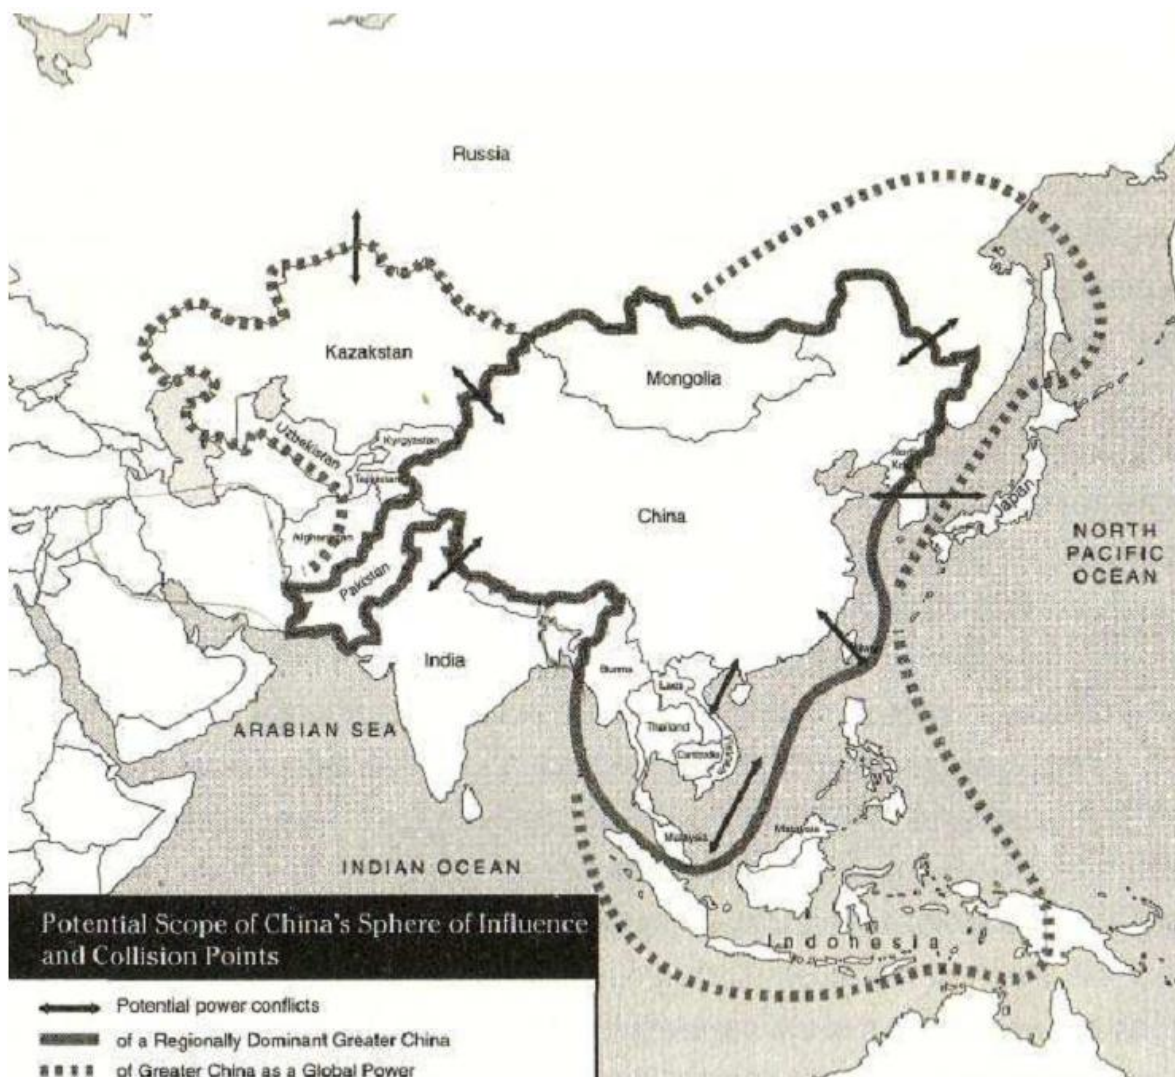 Russia
Kazakstan
Mongolia
Uzbekistan
Kyrgyzstan
Afghanistan
China
Japan
Pakistan
NORTH
PACIFIC
OCEAN
India
Burma
Laos
Thailand
Cambodia
ARABIAN SEA
Malaysia
Malaysia
INDIAN OCEAN
Indonesia
Potential Scope of China's Sphere of Influence
and Collision Points
Potential power conflicts
of a Regionally Dominant Greater China
of Greater China as a Global Power